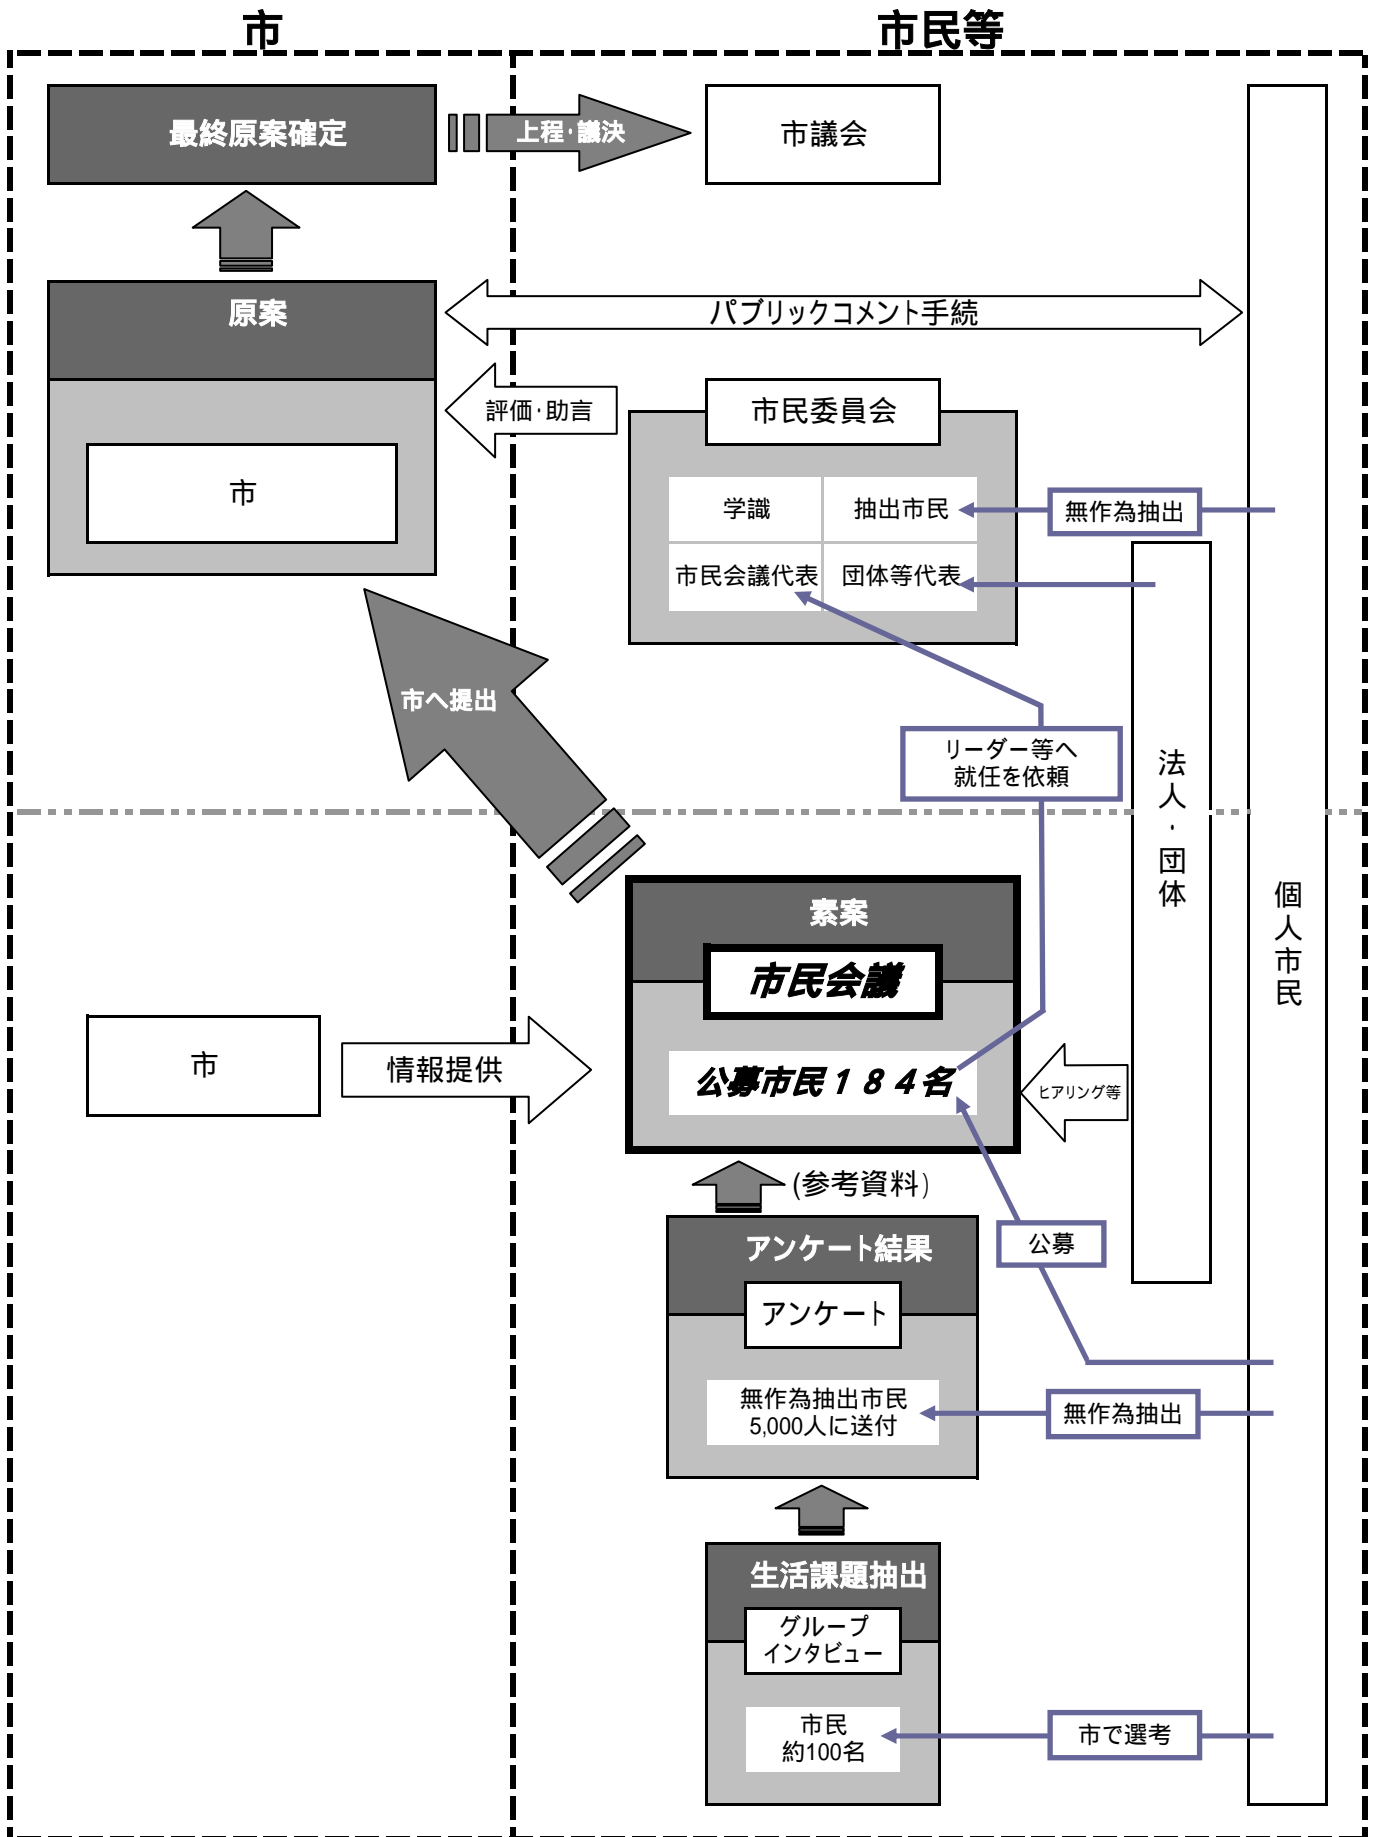 市
市民等
最終原案確定
上程・議決
市議会
原案
パブリックコメント手続
評価・助言
市民委員会
市
学識
抽出市民
無作為抽出
市民会議代表
団体等代表
市へ提出
リーダー等へ
就任を依頼
法人・団体
個人市民
素案
市民会議
市
情報提供
公募市民184名
ヒアリング等
(参考資料)
アンケート結果
公募
アンケート
無作為抽出市民
5,000人に送付
無作為抽出
生活課題抽出
グループ
インタビュー
市民
約100名
市で選考